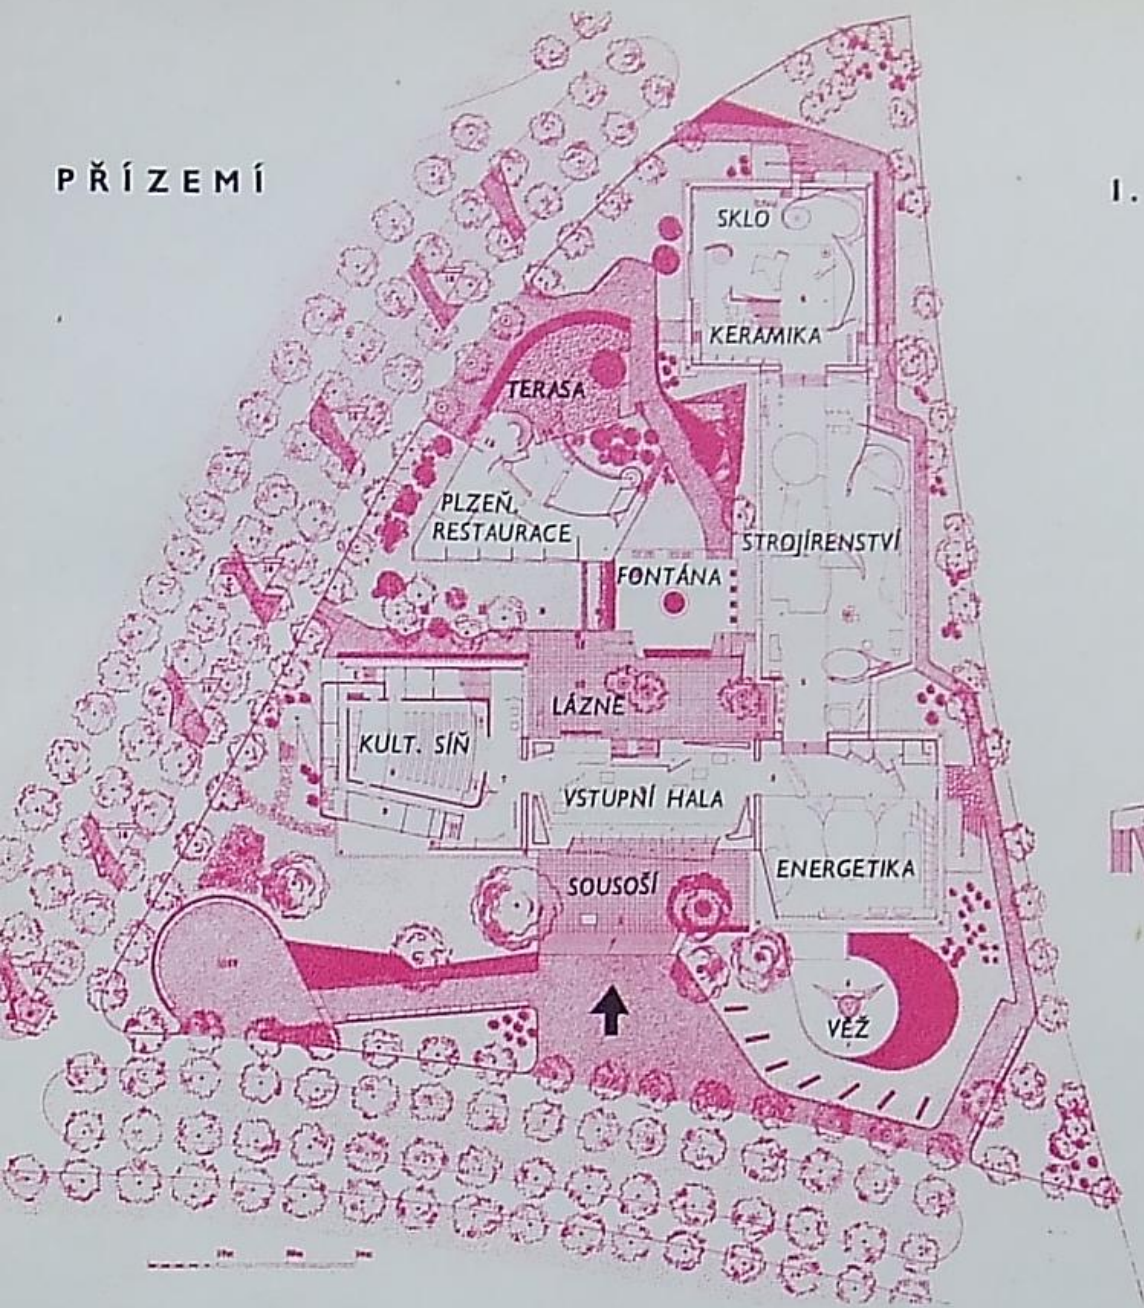 PŘÍZEMÍ
I.
SKLO
KERAMIKA
TERASA
PLZEŇ.
RESTAURACE
STROJÍRENSTVÍ
FONTÁNA
LÁZNĚ
KULT. SÍŇ
VSTUPNÍ HALA
SOUSOŠÍ
ENERGETIKA
VĚŽ